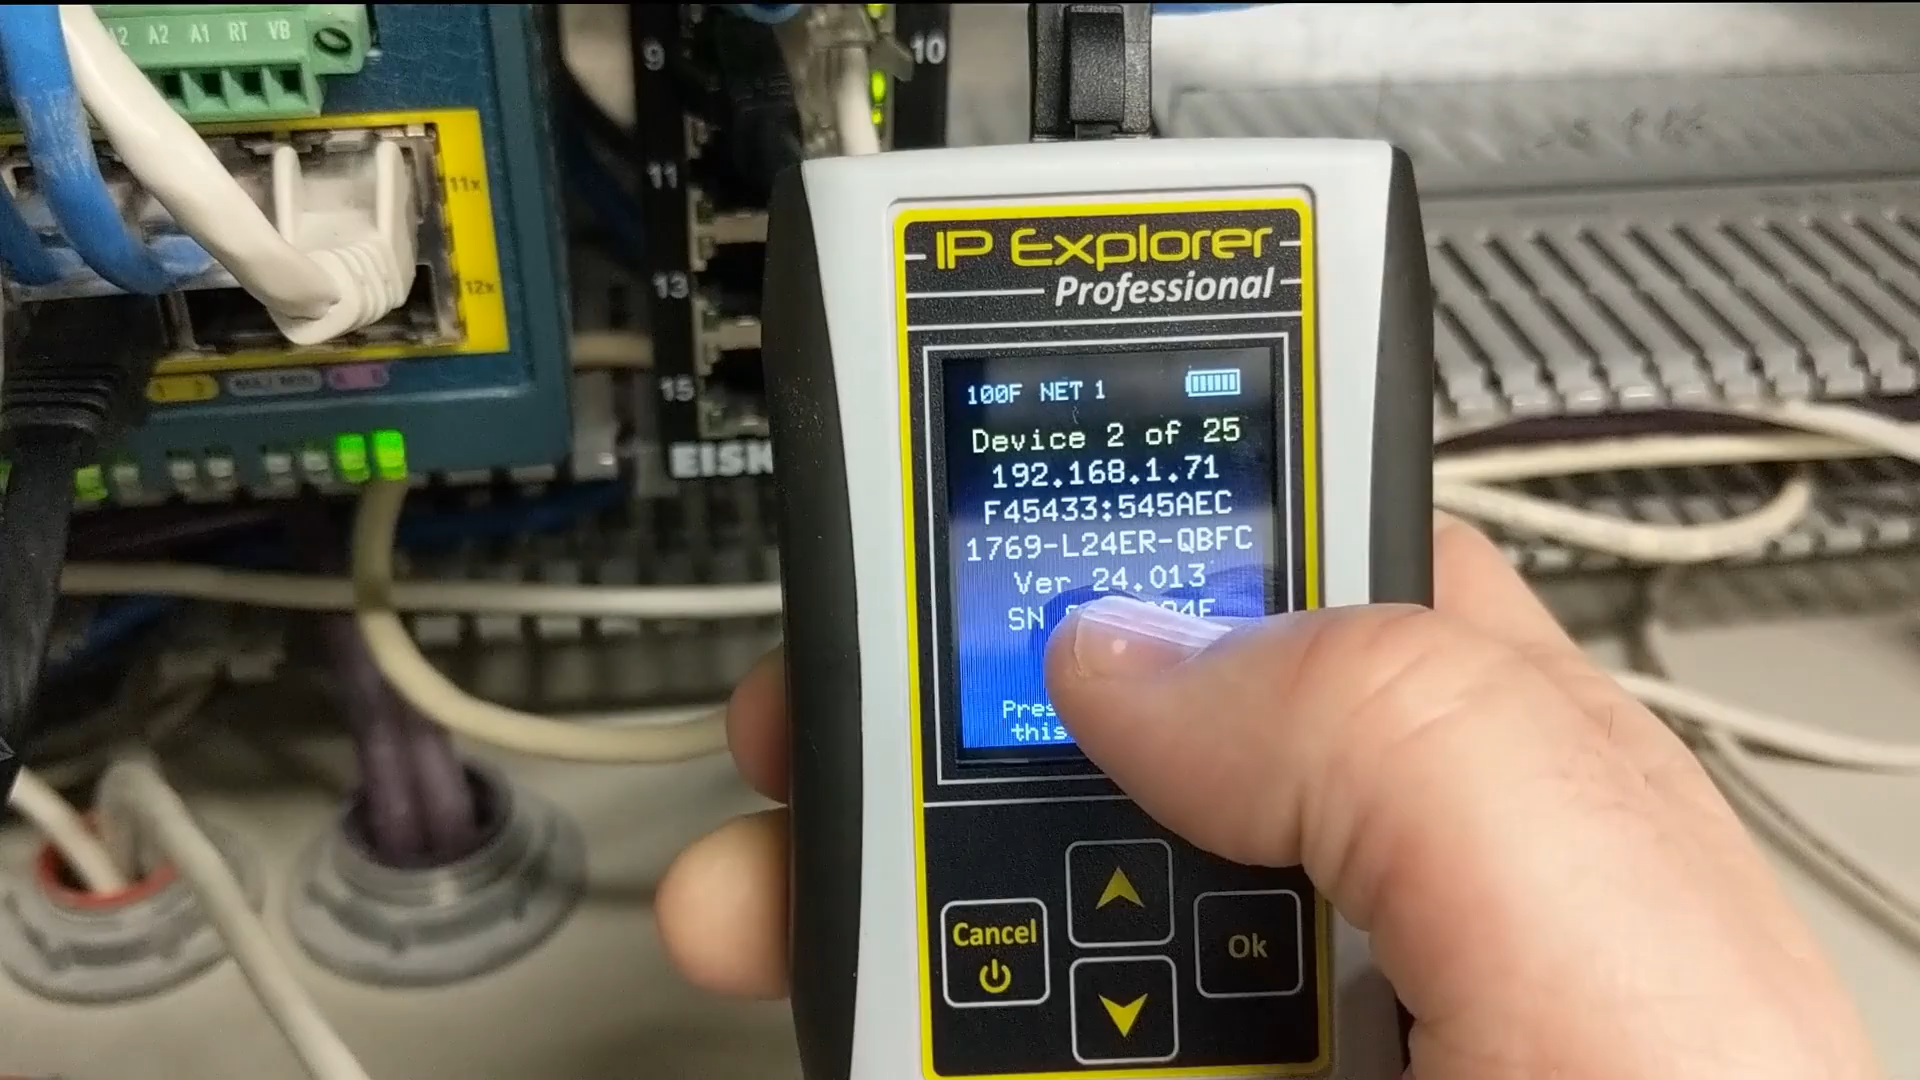 A2 A1 RT VB
9
10
11
13
15
11x
12x
EISK
IP Explorer
Professional
100F NET 1
Device 2 of 25
192.168.1.71
F45433:545AEC
1769-L24ER-QBFC
Ver 24.013
SN
this
Cancel
Ok